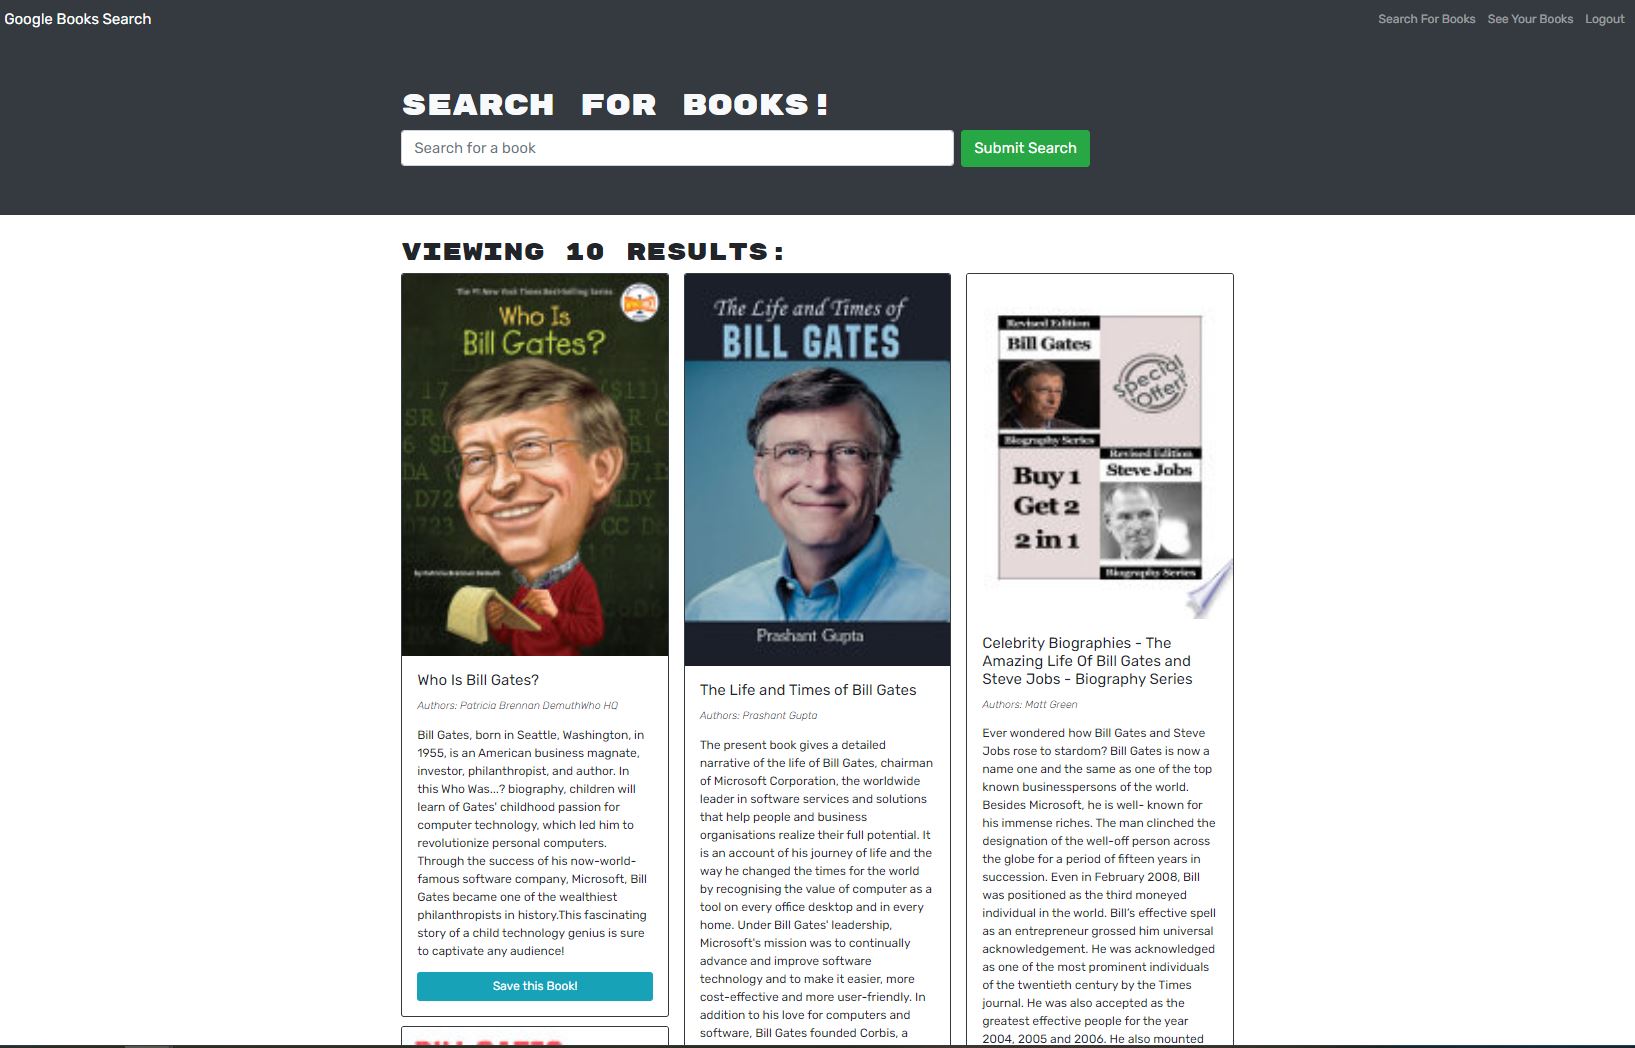 Google Books Search
Search For Books
See Your Books
Logout
SEARCH FOR BOOKS!
Search for a book
Submit Search
VIEWING 10 RESULTS:
The #1 New York Times Best-Selling Series
Who Is
Bill Gates?
by Patricia Brennan Demuth
Who Is Bill Gates?
Authors: Patricia Brennan DemuthWho HQ
Bill Gates, born in Seattle, Washington, in
1955, is an American business magnate,
investor, philanthropist, and author. In
this Who Was...? biography, children will
learn of Gates' childhood passion for
computer technology, which led him to
revolutionize personal computers.
Through the success of his now-world-
famous software company, Microsoft, Bill
Gates became one of the wealthiest
philanthropists in history.This fascinating
story of a child technology genius is sure
to captivate any audience!
Save this Book!
BILL GATES
The Life and Times of
BILL GATES
Prashant Gupta
The Life and Times of Bill Gates
Authors: Prashant Gupta
The present book gives a detailed
narrative of the life of Bill Gates, chairman
of Microsoft Corporation, the worldwide
leader in software services and solutions
that help people and business
organisations realize their full potential. It
is an account of his journey of life and the
way he changed the times for the world
by recognising the value of computer as a
tool on every office desktop and in every
home. Under Bill Gates' leadership,
Microsoft's mission was to continually
advance and improve software
technology and to make it easier, more
cost-effective and more user-friendly. In
addition to his love for computers and
software, Bill Gates founded Corbis, a
Revised Edition
Bill Gates
Special
Offer!
Biography Series
Buy 1
Get 2
2 in 1
Revised Edition
Steve Jobs
Biography Series
Celebrity Biographies - The
Amazing Life Of Bill Gates and
Steve Jobs - Biography Series
Authors: Matt Green
Ever wondered how Bill Gates and Steve
Jobs rose to stardom? Bill Gates is now a
name one and the same as one of the top
known businesspersons of the world.
Besides Microsoft, he is well- known for
his immense riches. The man clinched the
designation of the well-off person across
the globe for a period of fifteen years in
succession. Even in February 2008, Bill
was positioned as the third moneyed
individual in the world. Bill's effective spell
as an entrepreneur grossed him universal
acknowledgement. He was acknowledged
as one of the most prominent individuals
of the twentieth century by the Times
journal. He was also accepted as the
greatest effective people for the year
2004, 2005 and 2006. He also mounted